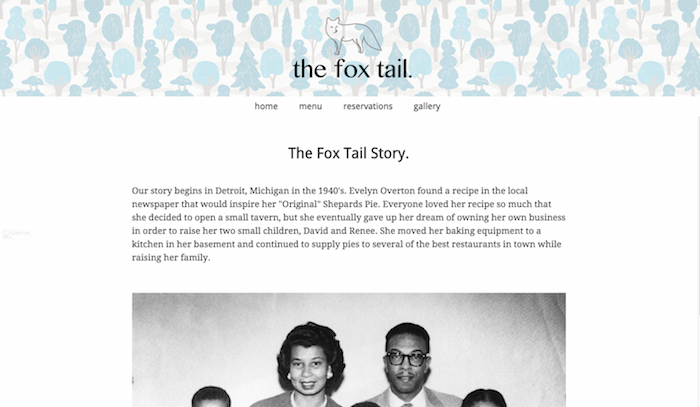 the fox tail.
home menu reservations gallery
The Fox Tail Story.
Our story begins in Detroit, Michigan in the 1940's. Evelyn Overton found a recipe in the local
newspaper that would inspire her "Original" Shepards Pie. Everyone loved her recipe so much that
she decided to open a small tavern, but she eventually gave up her dream of owning her own business
in order to raise her two small children, David and Renee. She moved her baking equipment to a
kitchen in her basement and continued to supply pies to several of the best restaurants in town while
raising her family.